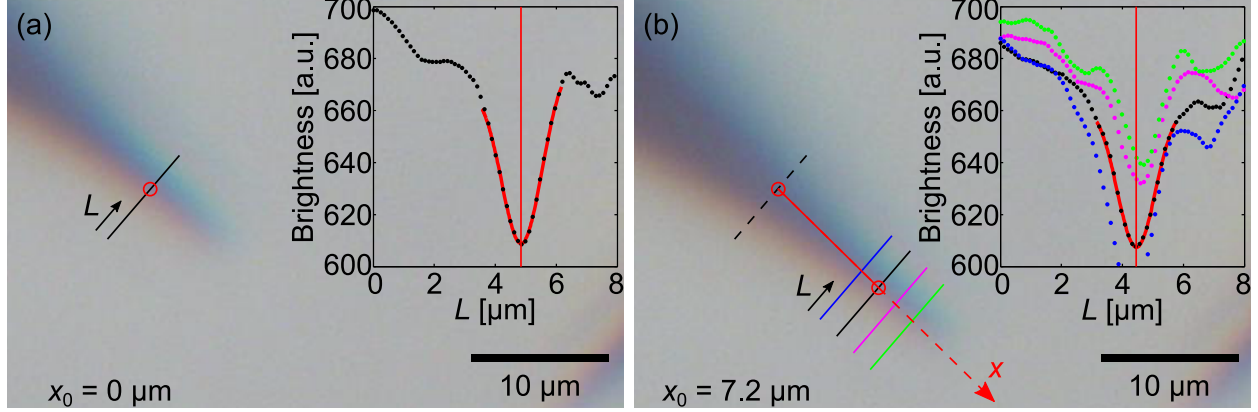 (a)
700
680
660
640
620
600
Brightness [a.u.]
0 2 4 6 8
L [µm]
L
10 µm
x₀ = 0 µm
(b)
700
680
660
640
620
600
Brightness [a.u.]
0 2 4 6 8
L [µm]
L
x
10 µm
x₀ = 7.2 µm